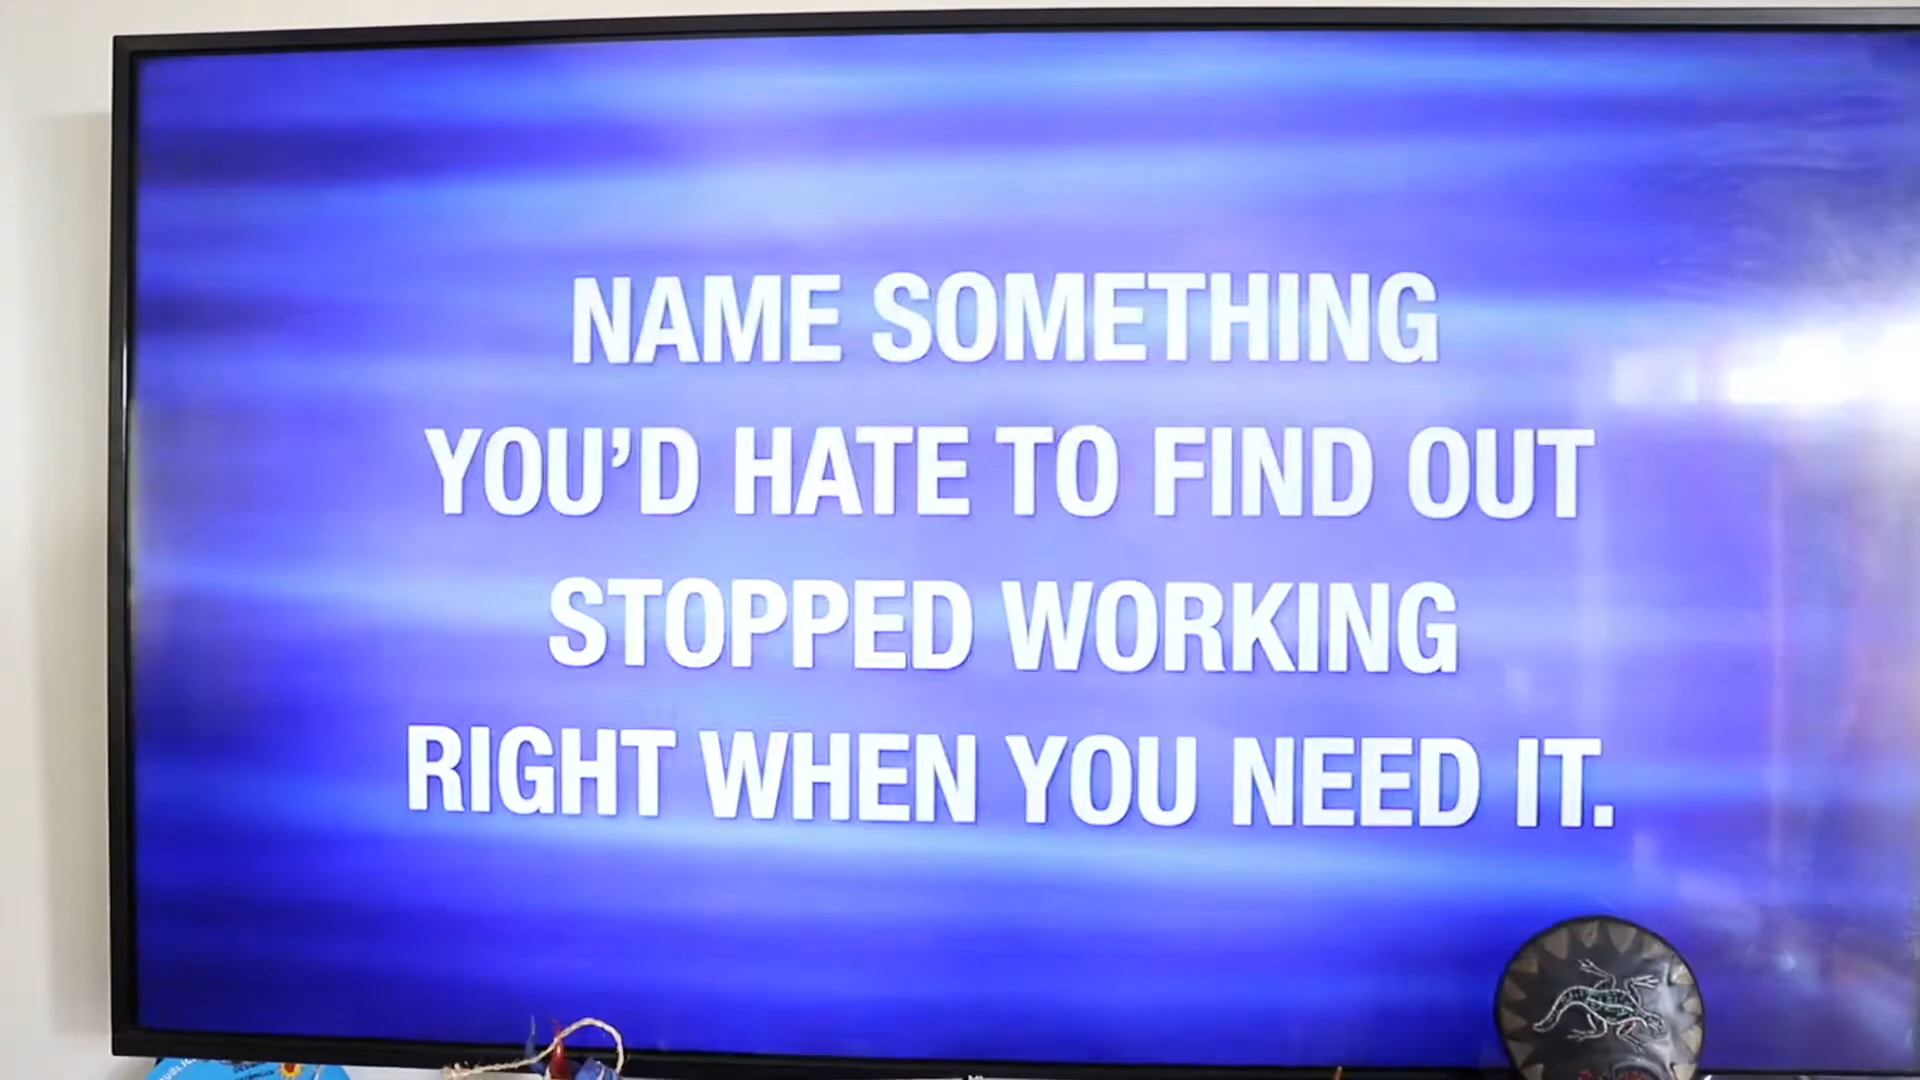 NAME SOMETHING
YOU'D HATE TO FIND OUT
STOPPED WORKING
RIGHT WHEN YOU NEED IT.